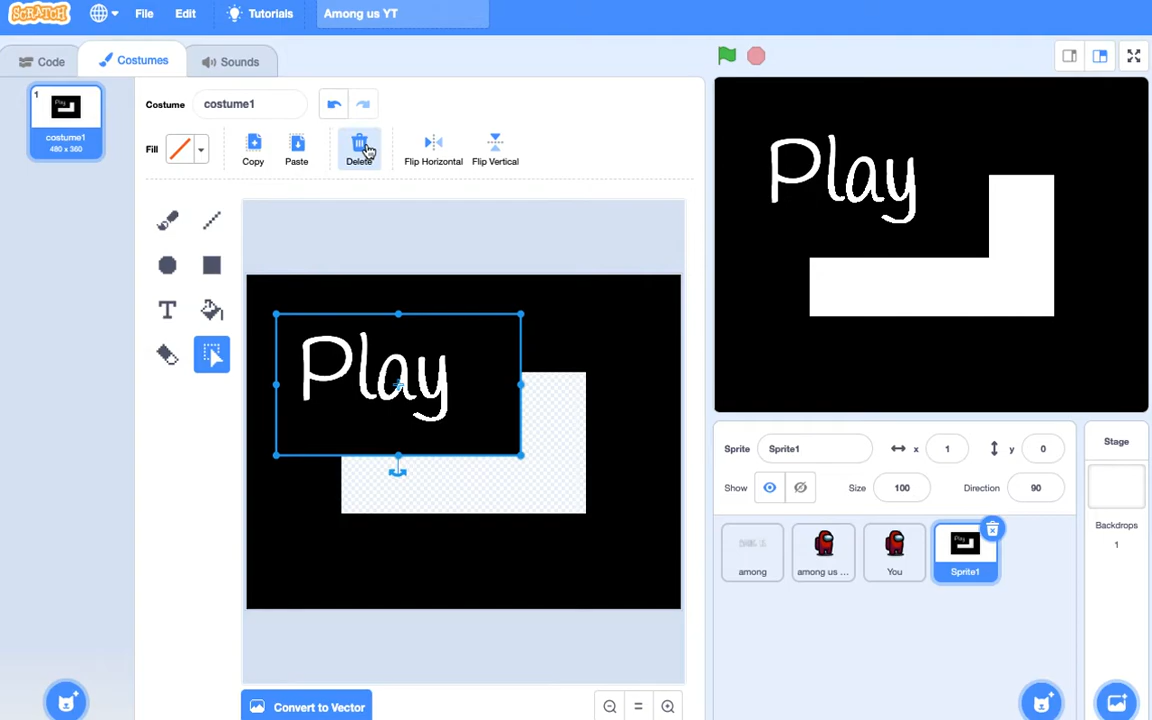 SCRATCH File Edit Tutorials Among us YT
Code Costumes Sounds
1 Costume costume1
costume1
480 x 360
Fill Copy Paste Delete Flip Horizontal Flip Vertical
Play
Play
Sprite Sprite1 x 1 y 0
Show Size 100 Direction 90
Stage
Backdrops
1
among among us ... You Sprite1
T
Convert to Vector